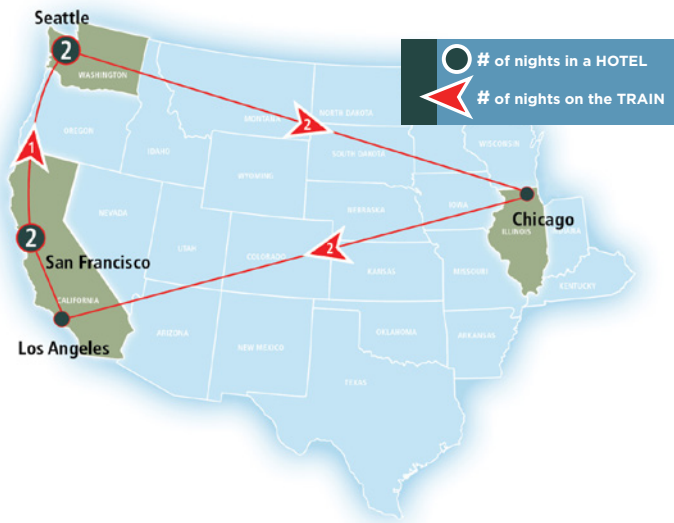 Seattle
2
WASHINGTON
# of nights in a HOTEL
# of nights on the TRAIN
MONTANA
2
NORTH DAKOTA
OREGON
1
IDAHO
SOUTH DAKOTA
WISCONSIN
WYOMING
NEVADA
NEBRASKA
IOWA
Chicago
ILLINOIS
INDIANA
2
San Francisco
UTAH
COLORADO
2
KANSAS
MISSOURI
KENTUCKY
CALIFORNIA
Los Angeles
ARIZONA
NEW MEXICO
OKLAHOMA
ARKANSAS
TEXAS